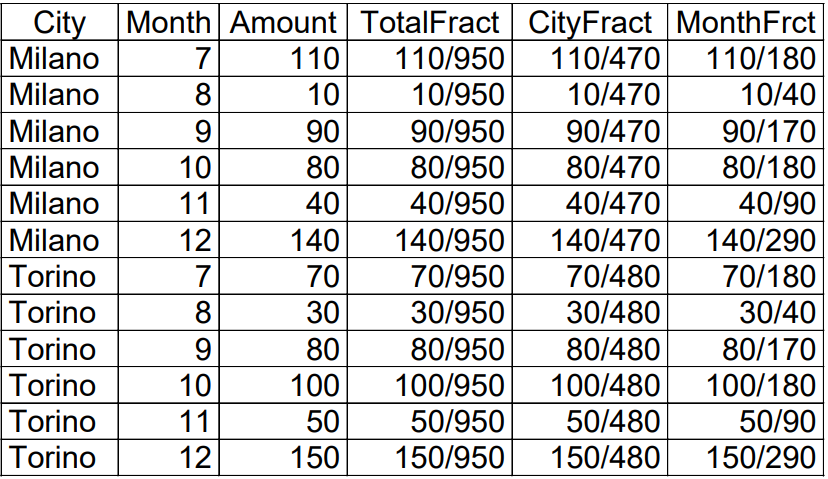 City Month Amount TotalFract CityFract MonthFrct
Milano 7 110 110/950 110/470 110/180
Milano 8 10 10/950 10/470 10/40
Milano 9 90 90/950 90/470 90/170
Milano 10 80 80/950 80/470 80/180
Milano 11 40 40/950 40/470 40/90
Milano 12 140 140/950 140/470 140/290
Torino 7 70 70/950 70/480 70/180
Torino 8 30 30/950 30/480 30/40
Torino 9 80 80/950 80/480 80/170
Torino 10 100 100/950 100/480 100/180
Torino 11 50 50/950 50/480 50/90
Torino 12 150 150/950 150/480 150/290